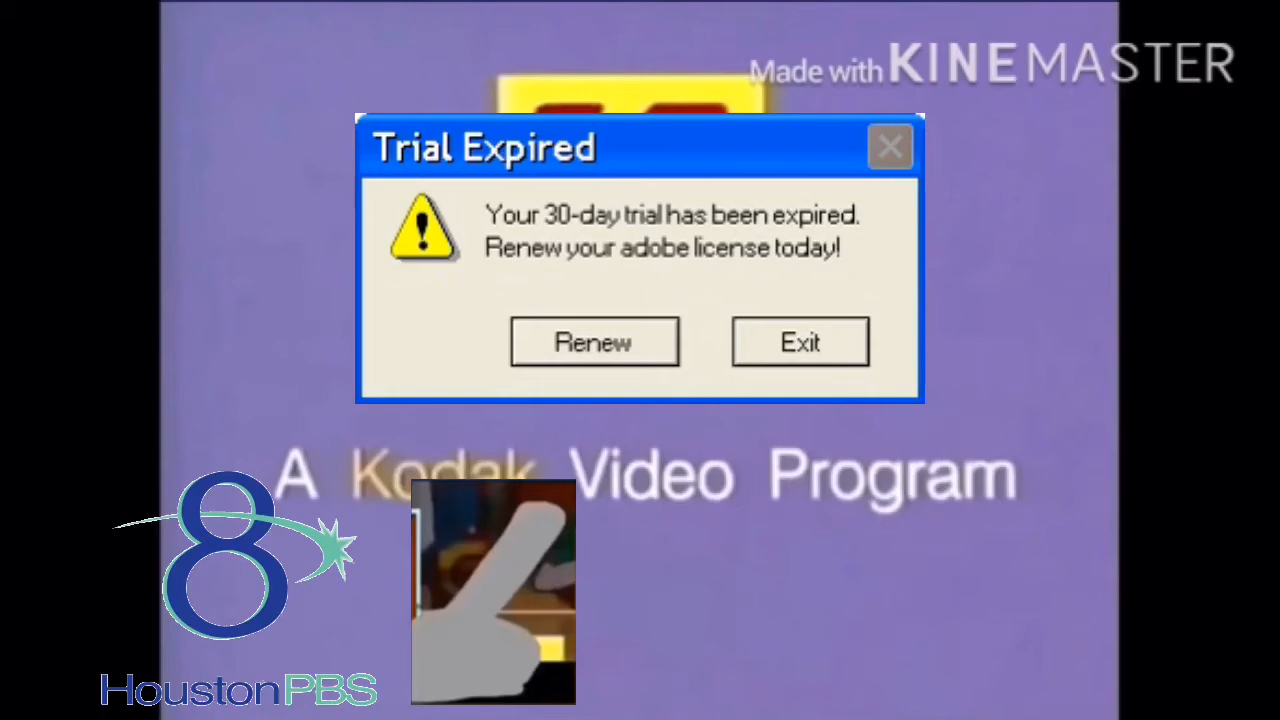 Made with KINEMASTER
Trial Expired
Your 30-day trial has been expired.
Renew your adobe license today!
Renew Exit
A Kodak Video Program
8
HoustonPBS